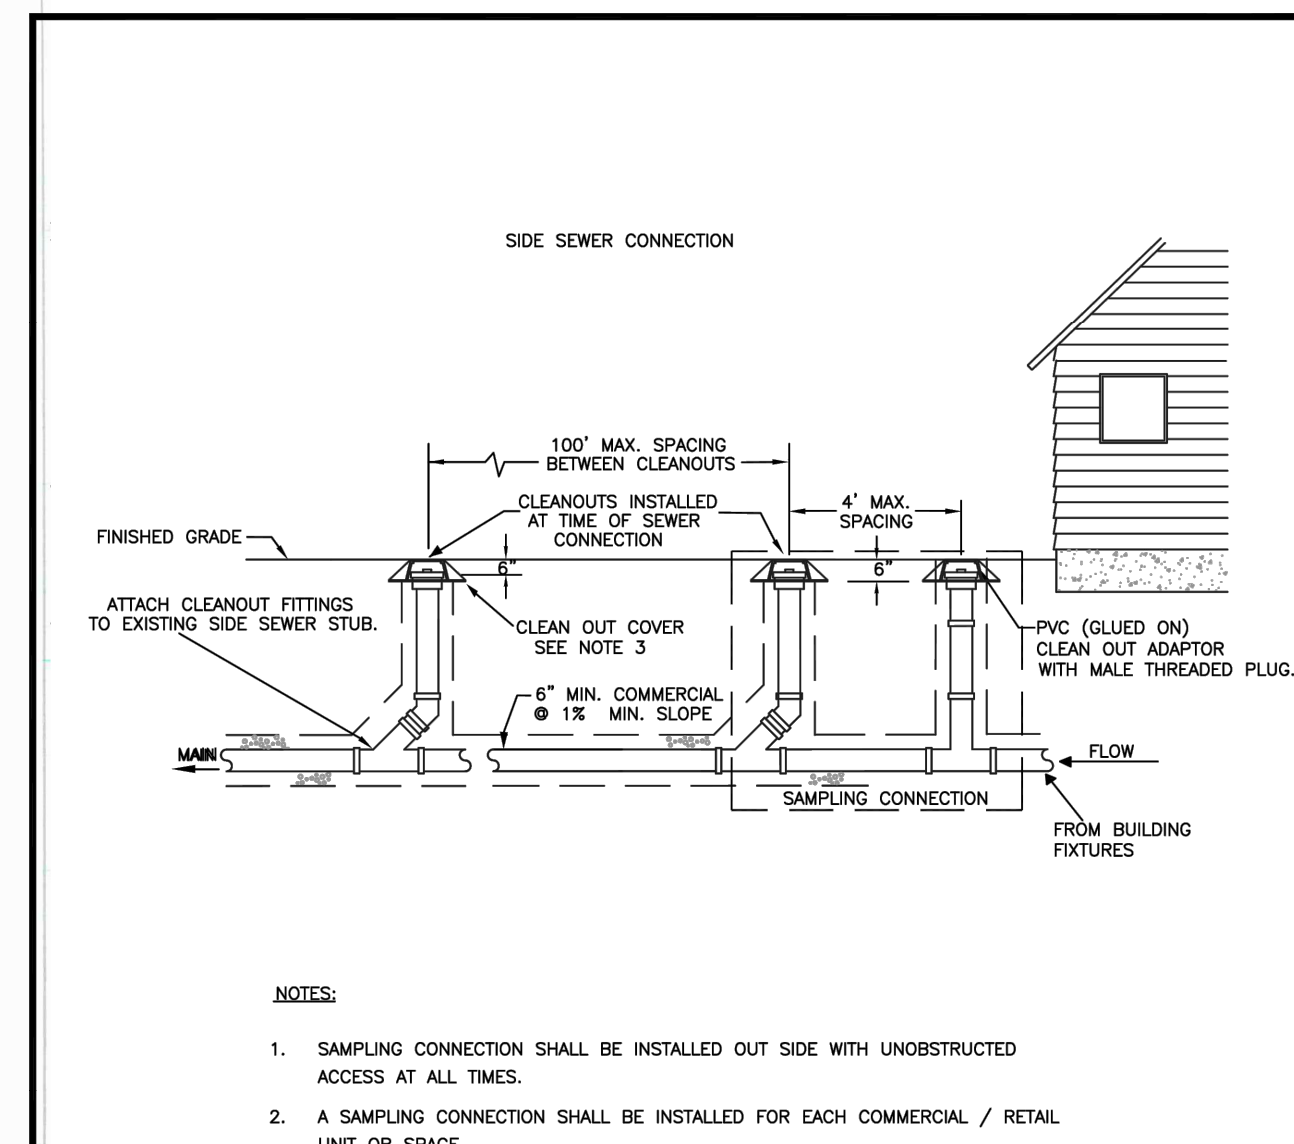 SIDE SEWER CONNECTION
100' MAX. SPACING
BETWEEN CLEANOUTS
CLEANOUTS INSTALLED
AT TIME OF SEWER
CONNECTION
4' MAX.
SPACING
FINISHED GRADE
6"
6"
ATTACH CLEANOUT FITTINGS
TO EXISTING SIDE SEWER STUB.
CLEAN OUT COVER
SEE NOTE 3
PVC (GLUED ON)
CLEAN OUT ADAPTOR
WITH MALE THREADED PLUG.
6" MIN. COMMERCIAL
@ 1% MIN. SLOPE
MAIN
FLOW
SAMPLING CONNECTION
FROM BUILDING
FIXTURES
NOTES:
1. SAMPLING CONNECTION SHALL BE INSTALLED OUT SIDE WITH UNOBSTRUCTED
ACCESS AT ALL TIMES.
2. A SAMPLING CONNECTION SHALL BE INSTALLED FOR EACH COMMERCIAL / RETAIL
UNIT OR SPACE